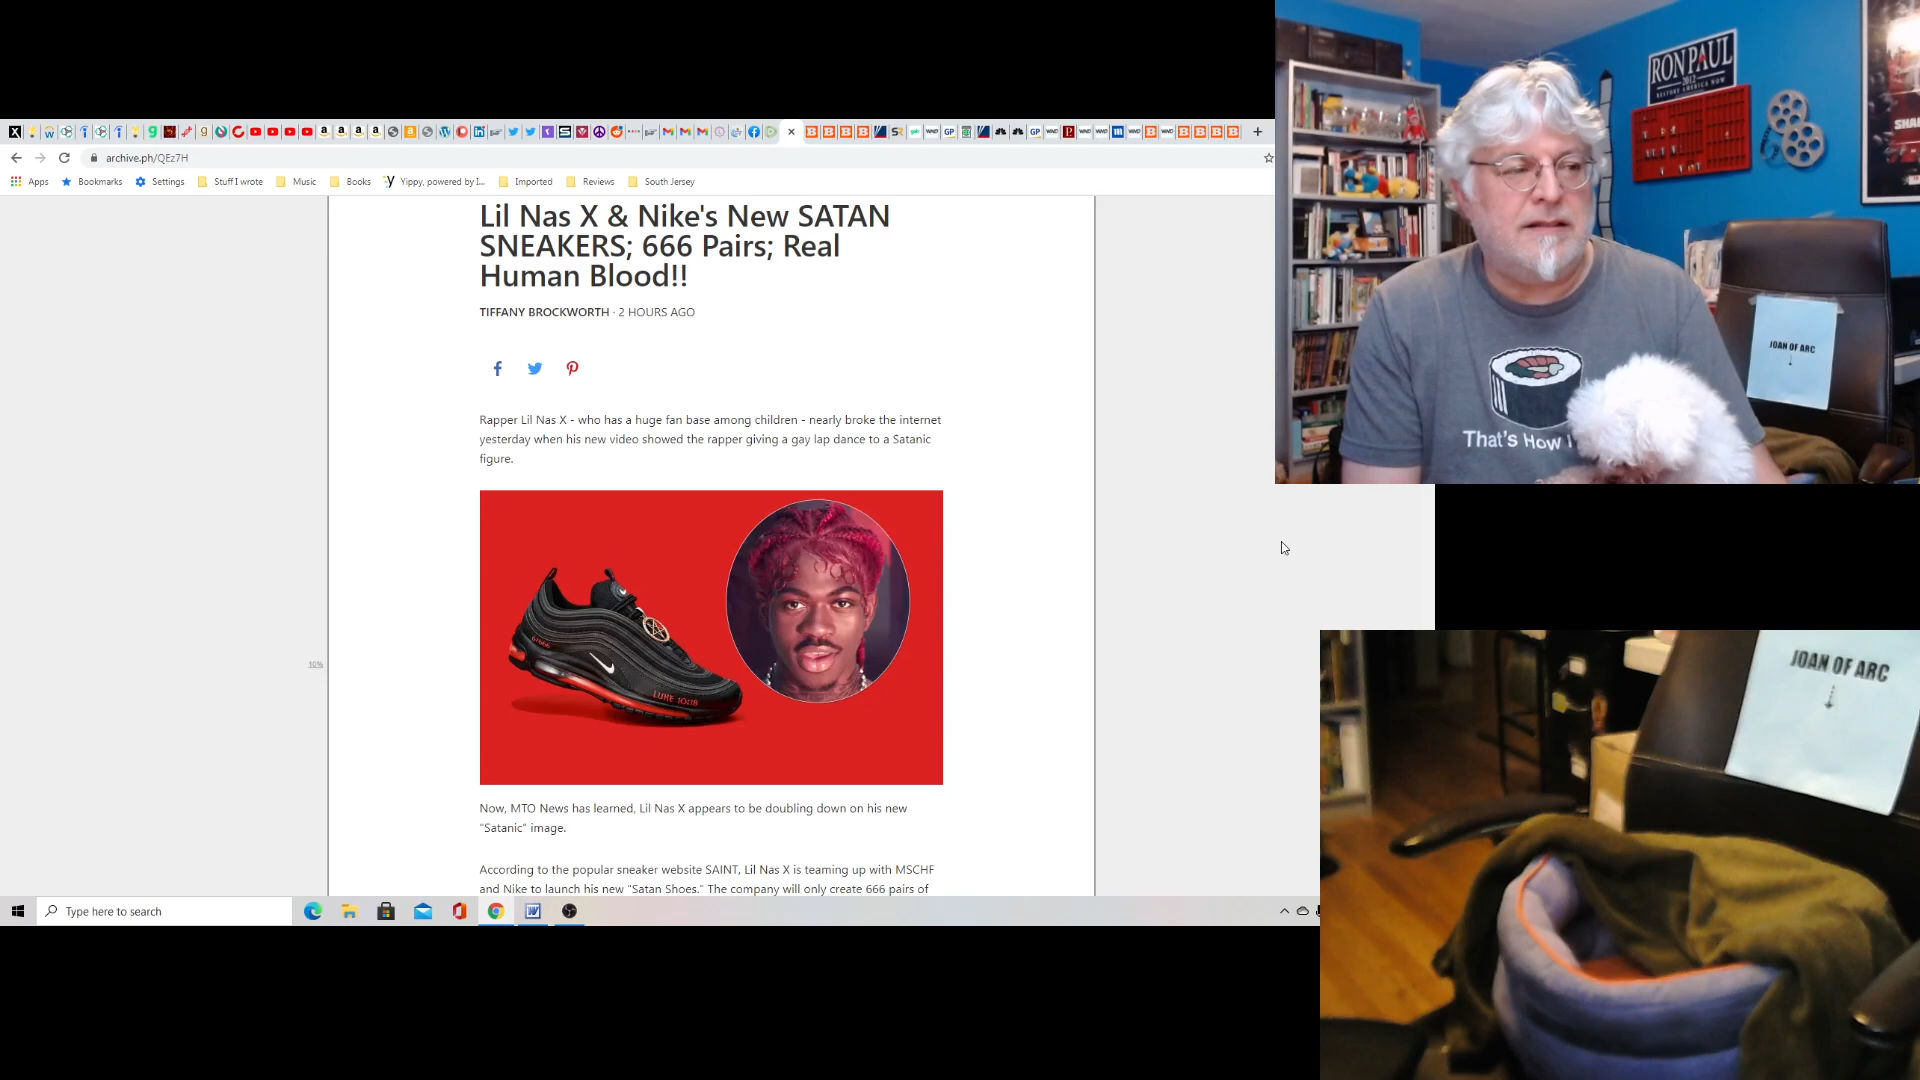 archive.ph/QEz7H
Apps
Bookmarks
Settings
Stuff I wrote
Music
Books
Yippy, powered by I...
Imported
Reviews
South Jersey
Lil Nas X & Nike's New SATAN
SNEAKERS; 666 Pairs; Real
Human Blood!!
TIFFANY BROCKWORTH · 2 HOURS AGO
Rapper Lil Nas X - who has a huge fan base among children - nearly broke the internet
yesterday when his new video showed the rapper giving a gay lap dance to a Satanic
figure.
LUKE 10:18
10%
Now, MTO News has learned, Lil Nas X appears to be doubling down on his new
"Satanic" image.
According to the popular sneaker website SAINT, Lil Nas X is teaming up with MSCHF
and Nike to launch his new "Satan Shoes." The company will only create 666 pairs of
Type here to search
RON PAUL
2012
RESTORE AMERICA NOW
JOAN OF ARC
That's How I
JOAN OF ARC